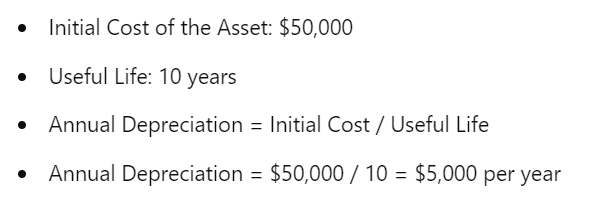 • Initial Cost of the Asset: $50,000
• Useful Life: 10 years
• Annual Depreciation = Initial Cost / Useful Life
• Annual Depreciation = $50,000 / 10 = $5,000 per year